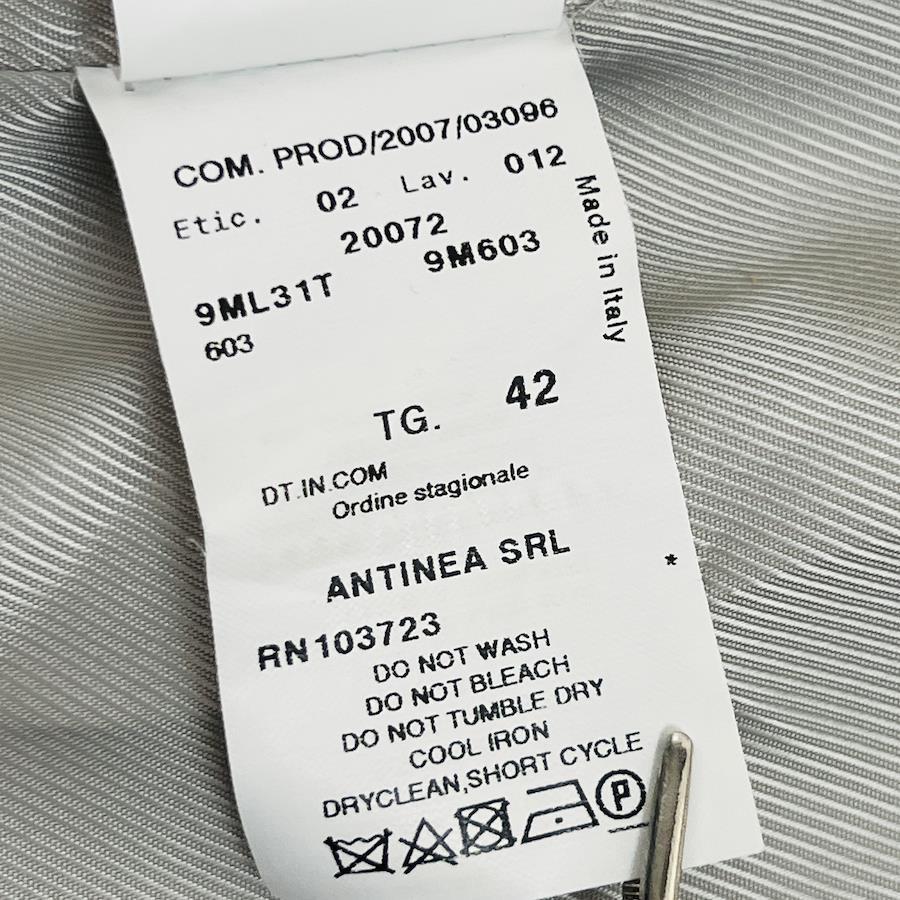 COM. PROD/2007/03096
Etic. 02 Lav. 012
20072
9ML31T 9M603
603
Made in Italy
TG. 42
DT.IN.COM
Ordine stagionale
ANTINEA SRL
*
RN103723
DO NOT WASH
DO NOT BLEACH
DO NOT TUMBLE DRY
COOL IRON
DRYCLEAN,SHORT CYCLE
P